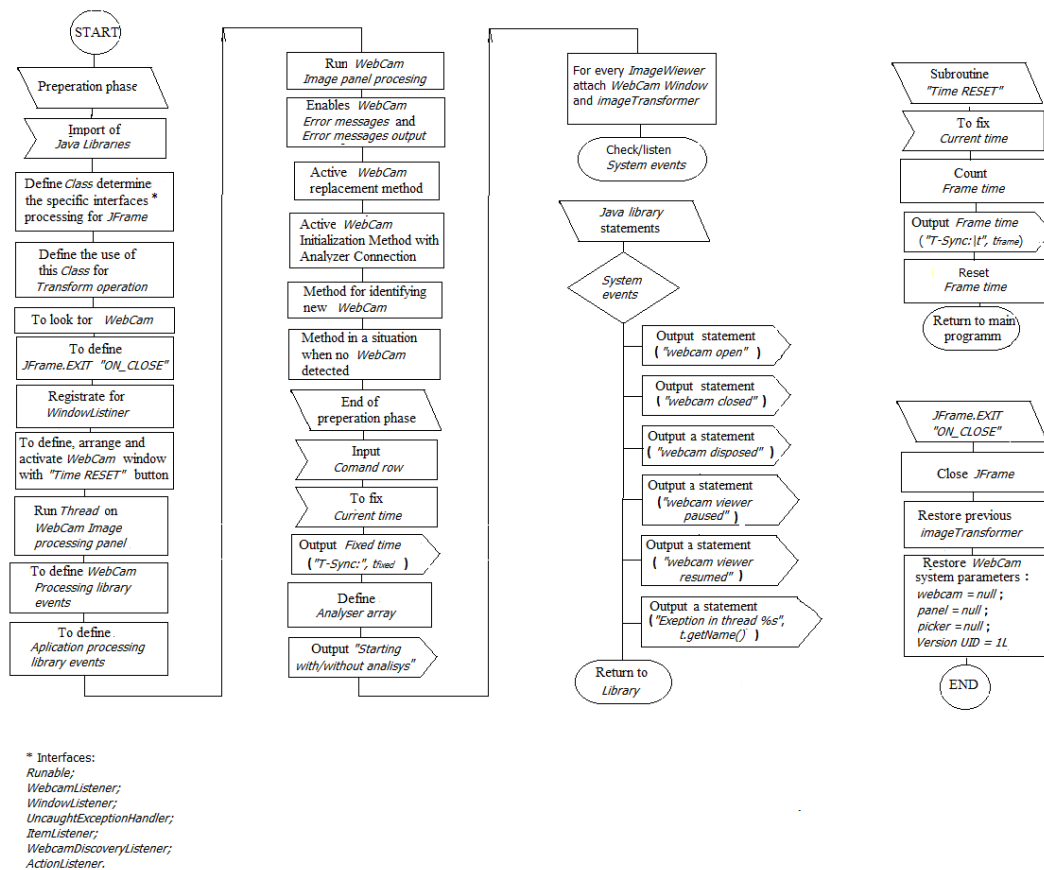 START
Preperation phase
Import of
Java Libraries
Define Class determine
the specific interfaces *
processing for JFrame
Define the use of
this Class for
Transform operation
To look for WebCam
To define
JFrame.EXIT "ON_CLOSE"
Registrate for
WindowListiner
To define, arrange and
activate WebCam window
with "Time RESET" button
Run Thread on
WebCam Image
processing panel
To define WebCam
Processing library
events
To define.
Aplication processing
library events
Run WebCam
Image panel procesing
Enables WebCam
Error messages and
Error messages output
Active WebCam
replacement method
Active WebCam
Initialization Method with
Analyzer Connection
Method for identifying
new WebCam
Method in a situation
when no WebCam
detected
End of
preperation phase
Input
Comand row
To fix
Current time
Output Fixed time
("T-Sync:", tfixed )
Define
Analyser array
Output "Starting
with/without analisys"
For every ImageWiewer
attach WebCam Window
and imageTransformer
Check/listen
System events
Java library
statements
System
events
Output statement
( "webcam open" )
Output statement
( "webcam closed" )
Output a statement
( "webcam disposed" )
Output a statement
("webcam viewer
paused" )
Output a statement
( "webcam viewer
resumed" )
Output a statement
("Exeption in thread %s",
t.getName() )
Return to
Library
Subroutine
"Time RESET"
To fix
Current time
Count
Frame time
Output Frame time
("T-Sync: |t", tframe)
Reset
Frame time
Return to main
programm
JFrame.EXIT
"ON_CLOSE"
Close JFrame
Restore previous
imageTransformer
Restore WebCam
system parameters :
webcam = null ;
panel = null ;
picker = null ;
Version UID = 1L
END
* Interfaces:
Runable;
WebcamListener;
WindowListener;
UncaughtExceptionHandler;
ItemListener;
WebcamDiscoveryListener;
ActionListener.